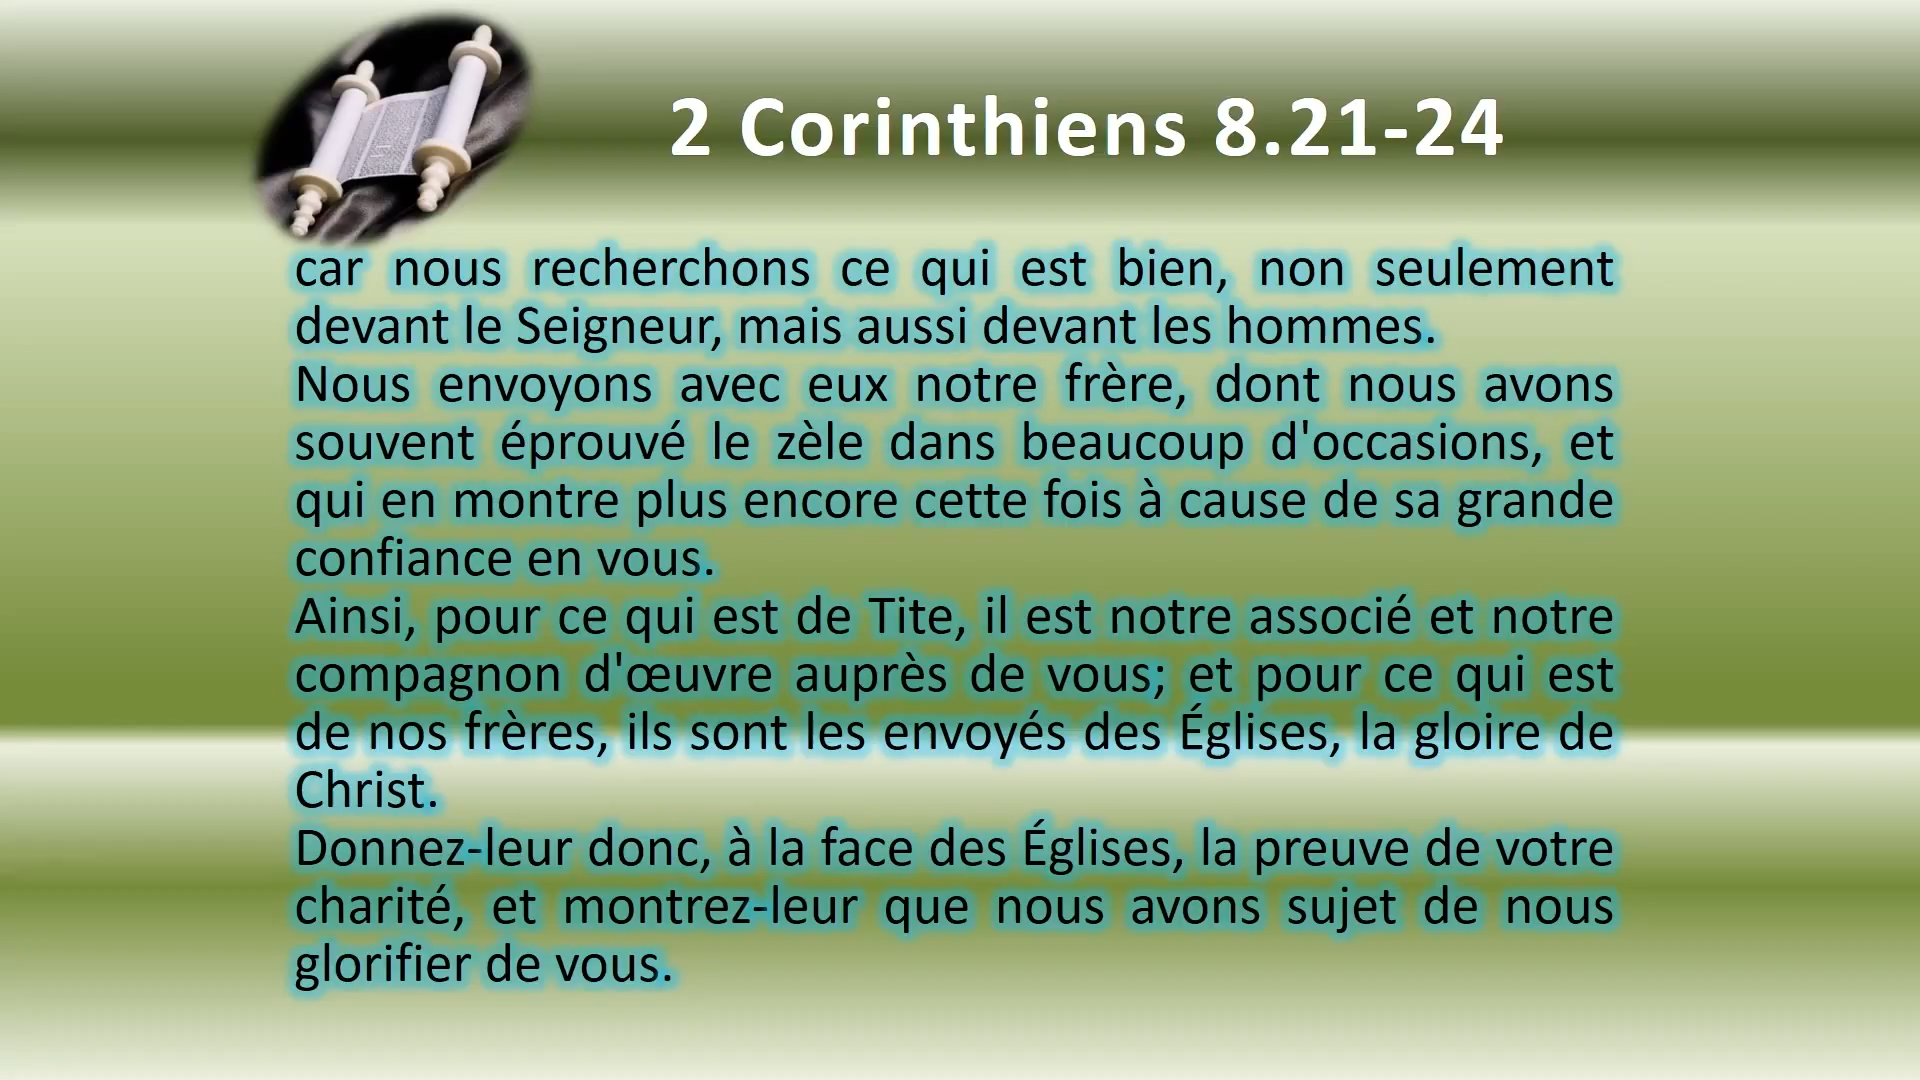 2 Corinthiens 8.21-24
car nous recherchons ce qui est bien, non seulement
devant le Seigneur, mais aussi devant les hommes.
Nous envoyons avec eux notre frère, dont nous avons
souvent éprouvé le zèle dans beaucoup d'occasions, et
qui en montre plus encore cette fois à cause de sa grande
confiance en vous.
Ainsi, pour ce qui est de Tite, il est notre associé et notre
compagnon d'œuvre auprès de vous; et pour ce qui est
de nos frères, ils sont les envoyés des Églises, la gloire de
Christ.
Donnez-leur donc, à la face des Églises, la preuve de votre
charité, et montrez-leur que nous avons sujet de nous
glorifier de vous.